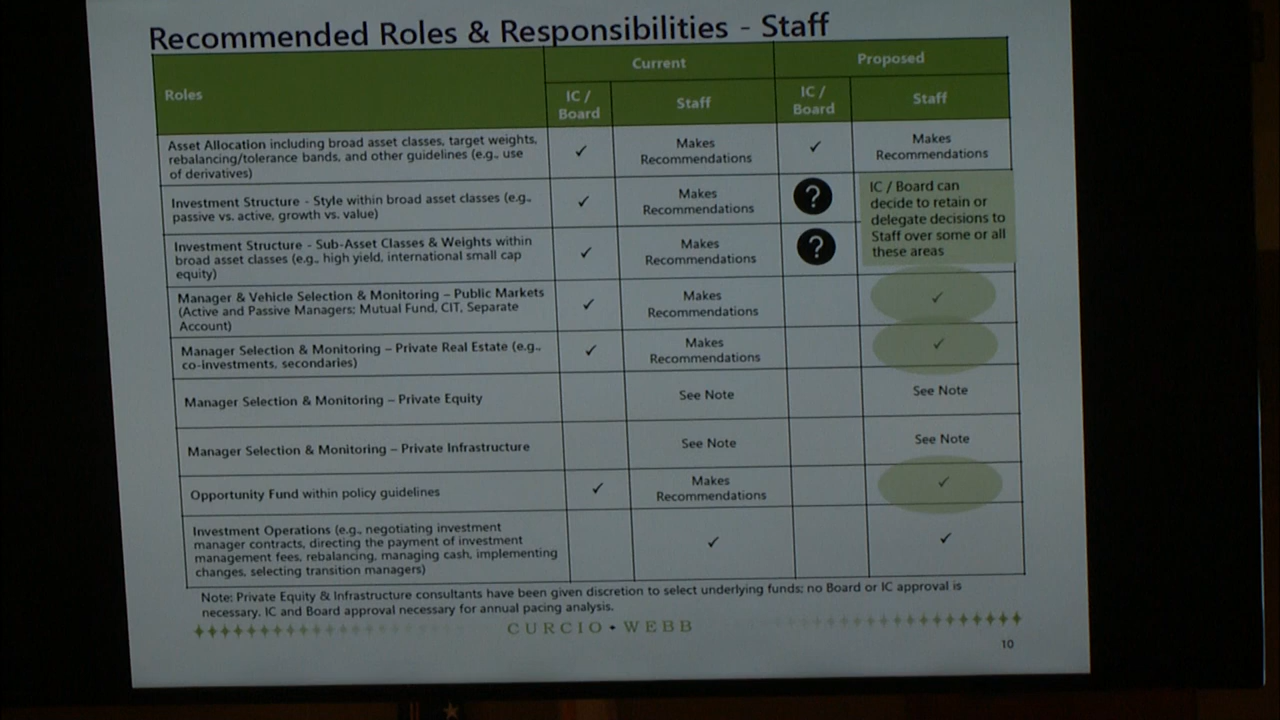 Recommended Roles & Responsibilities - Staff
Roles
Current
Proposed
IC /
Board
Staff
IC /
Board
Staff
Asset Allocation including broad asset classes, target weights,
rebalancing/tolerance bands, and other guidelines (e.g., use
of derivatives)
✓
Makes
Recommendations
✓
Makes
Recommendations
Investment Structure - Style within broad asset classes (e.g.,
passive vs. active, growth vs. value)
✓
Makes
Recommendations
?
IC / Board can
decide to retain or
delegate decisions to
Staff over some or all
these areas
Investment Structure - Sub-Asset Classes & Weights within
broad asset classes (e.g., high yield, international small cap
equity)
✓
Makes
Recommendations
?
Manager & Vehicle Selection & Monitoring – Public Markets
(Active and Passive Managers; Mutual Fund, CIT, Separate
Account)
✓
Makes
Recommendations
✓
Manager Selection & Monitoring – Private Real Estate (e.g.,
co-investments, secondaries)
✓
Makes
Recommendations
✓
Manager Selection & Monitoring – Private Equity
See Note
See Note
Manager Selection & Monitoring – Private Infrastructure
See Note
See Note
Opportunity Fund within policy guidelines
✓
Makes
Recommendations
✓
Investment Operations (e.g., negotiating investment
manager contracts, directing the payment of investment
management fees, rebalancing, managing cash, implementing
changes, selecting transition managers)
✓
✓
Note: Private Equity & Infrastructure consultants have been given discretion to select underlying funds; no Board or IC approval is
necessary. IC and Board approval necessary for annual pacing analysis.
CURCIO • WEBB
10